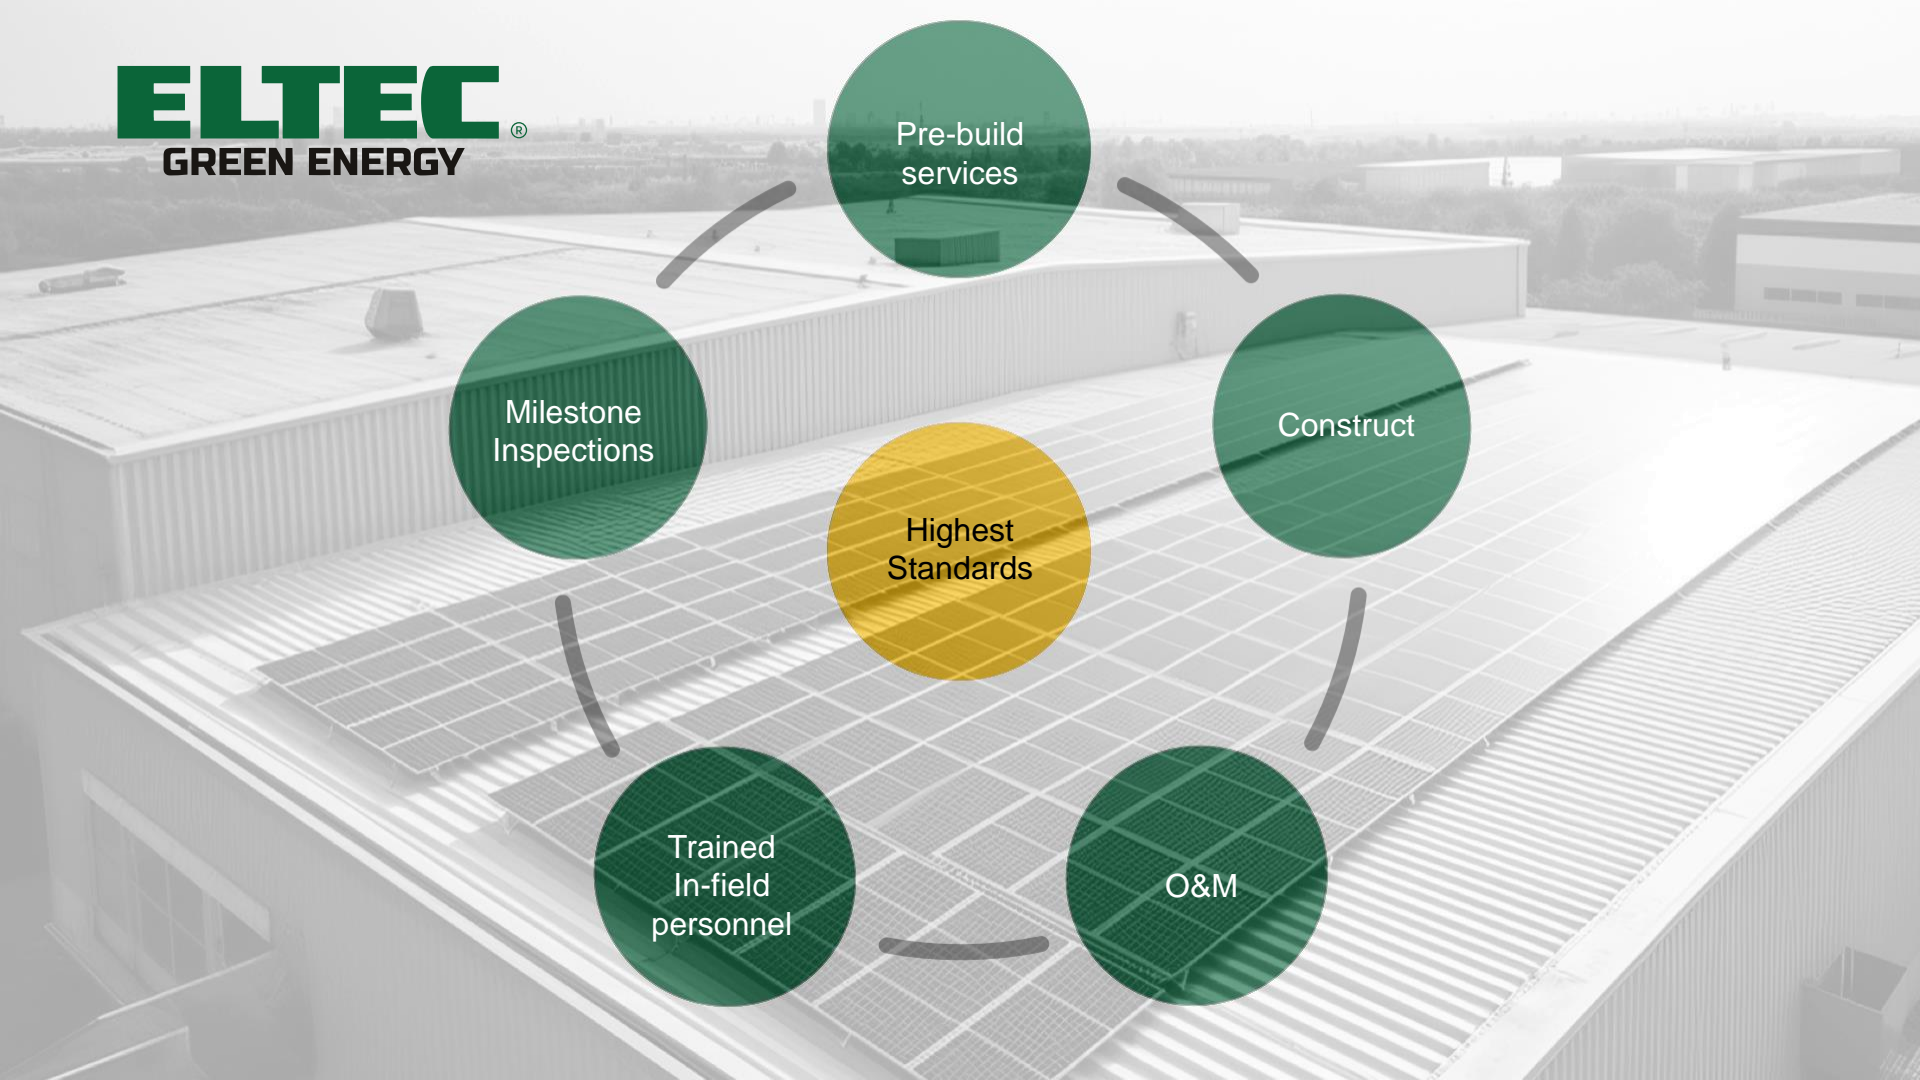 ELTEC®
GREEN ENERGY
Pre-build
services
Milestone
Inspections
Construct
Highest
Standards
Trained
In-field
personnel
O&M